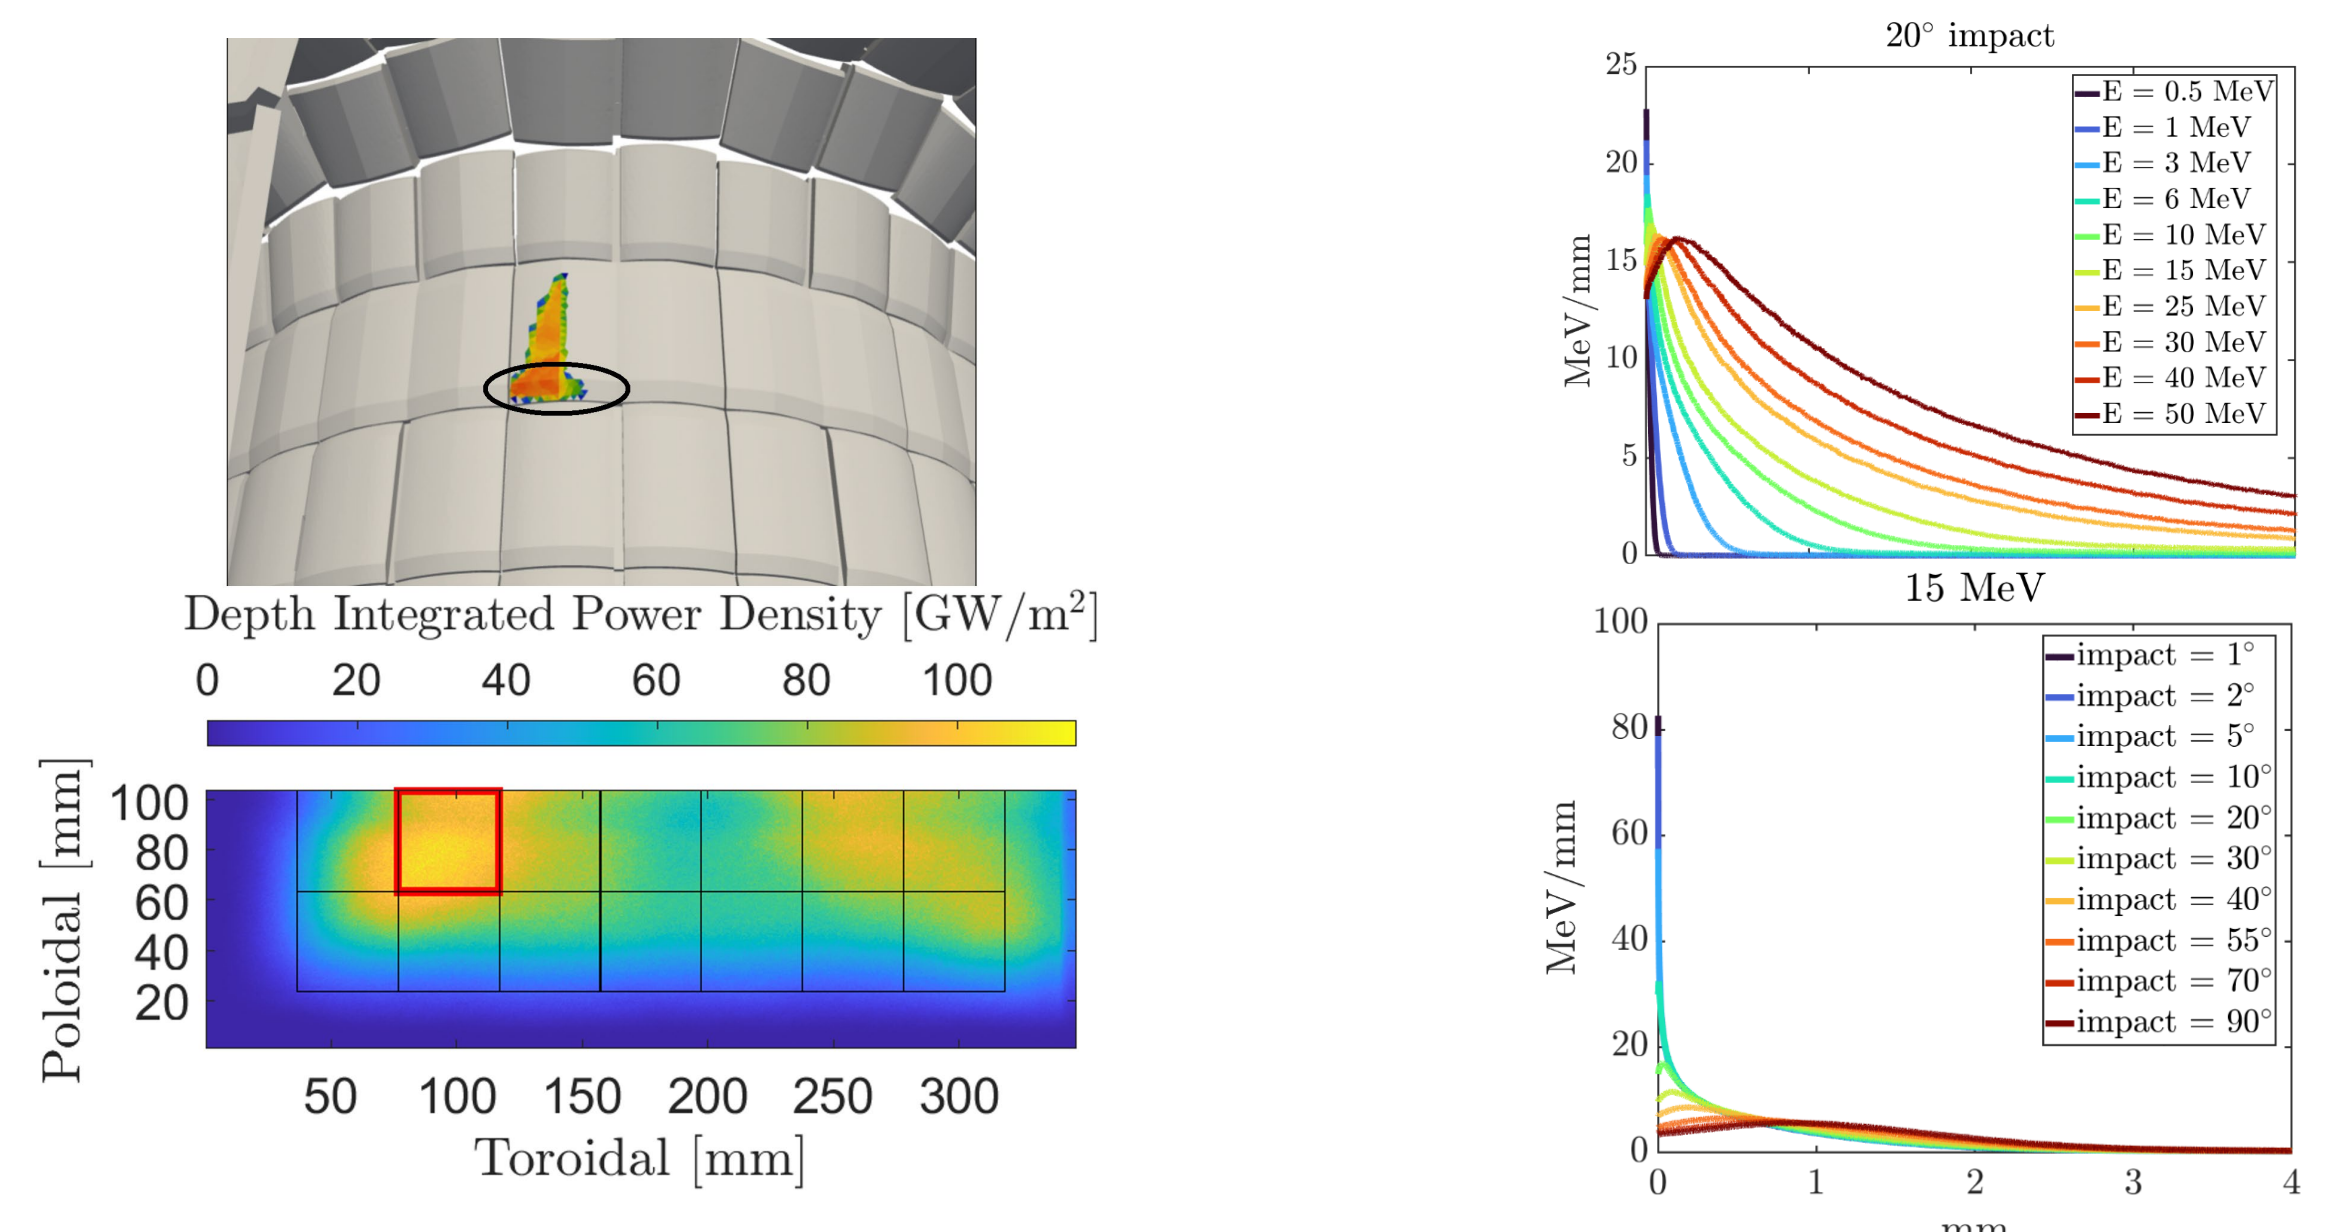 Depth Integrated Power Density [GW/m²]
0 20 40 60 80 100
Poloidal [mm]
100
80
60
40
20
50 100 150 200 250 300
Toroidal [mm]
20° impact
MeV/mm
25
20
15
10
5
0
E = 0.5 MeV
E = 1 MeV
E = 3 MeV
E = 6 MeV
E = 10 MeV
E = 15 MeV
E = 25 MeV
E = 30 MeV
E = 40 MeV
E = 50 MeV
15 MeV
MeV/mm
100
80
60
40
20
0
impact = 1°
impact = 2°
impact = 5°
impact = 10°
impact = 20°
impact = 30°
impact = 40°
impact = 55°
impact = 70°
impact = 90°
0 1 2 3 4
mm